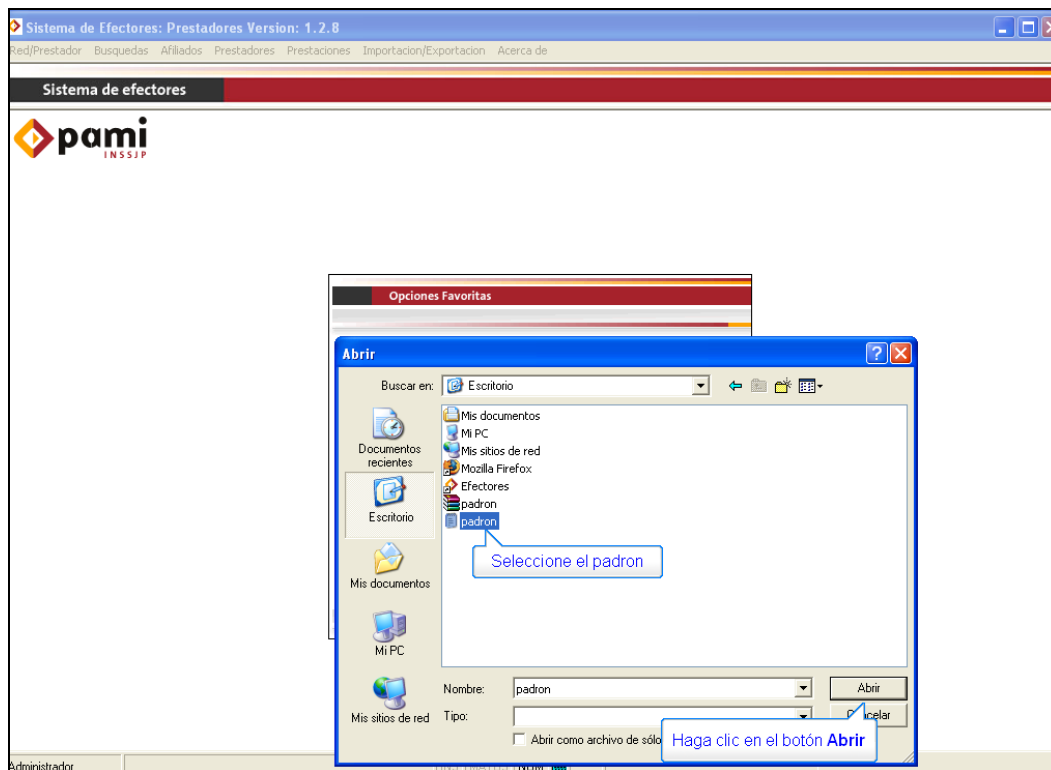 Sistema de Efectores: Prestadores Version: 1.2.8
Red/Prestador Busquedas Afiliados Prestadores Prestaciones Importacion/Exportacion Acerca de
Sistema de efectores
pami
INSSJP
Opciones Favoritas
Abrir
Buscar en: Escritorio
Documentos recientes
Escritorio
Mis documentos
Mi PC
Mis sitios de red
Mis documentos
Mi PC
Mis sitios de red
Mozilla Firefox
Efectores
padron
padron
Seleccione el padron
Nombre: padron
Abrir
Tipo:
Cancelar
Abrir como archivo de sólo
Haga clic en el botón Abrir
Administrador
NUM